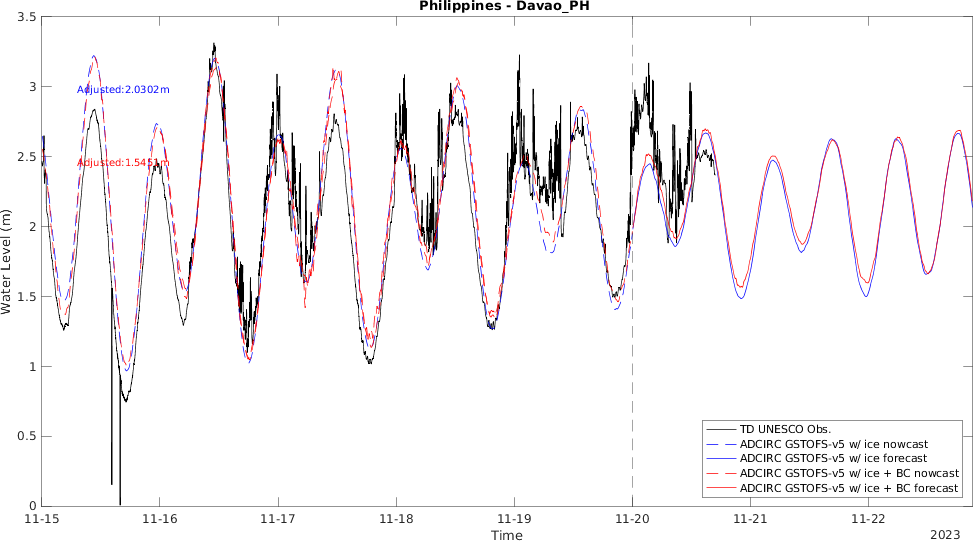 Philippines - Davao_PH
3.5
3
2.5
2
1.5
1
0.5
0
Water Level (m)
Adjusted:2.0302m
Adjusted:1.5451m
TD UNESCO Obs.
ADCIRC GSTOFS-v5 w/ ice nowcast
ADCIRC GSTOFS-v5 w/ ice forecast
ADCIRC GSTOFS-v5 w/ ice + BC nowcast
ADCIRC GSTOFS-v5 w/ ice + BC forecast
11-15 11-16 11-17 11-18 11-19 11-20 11-21 11-22
Time
2023